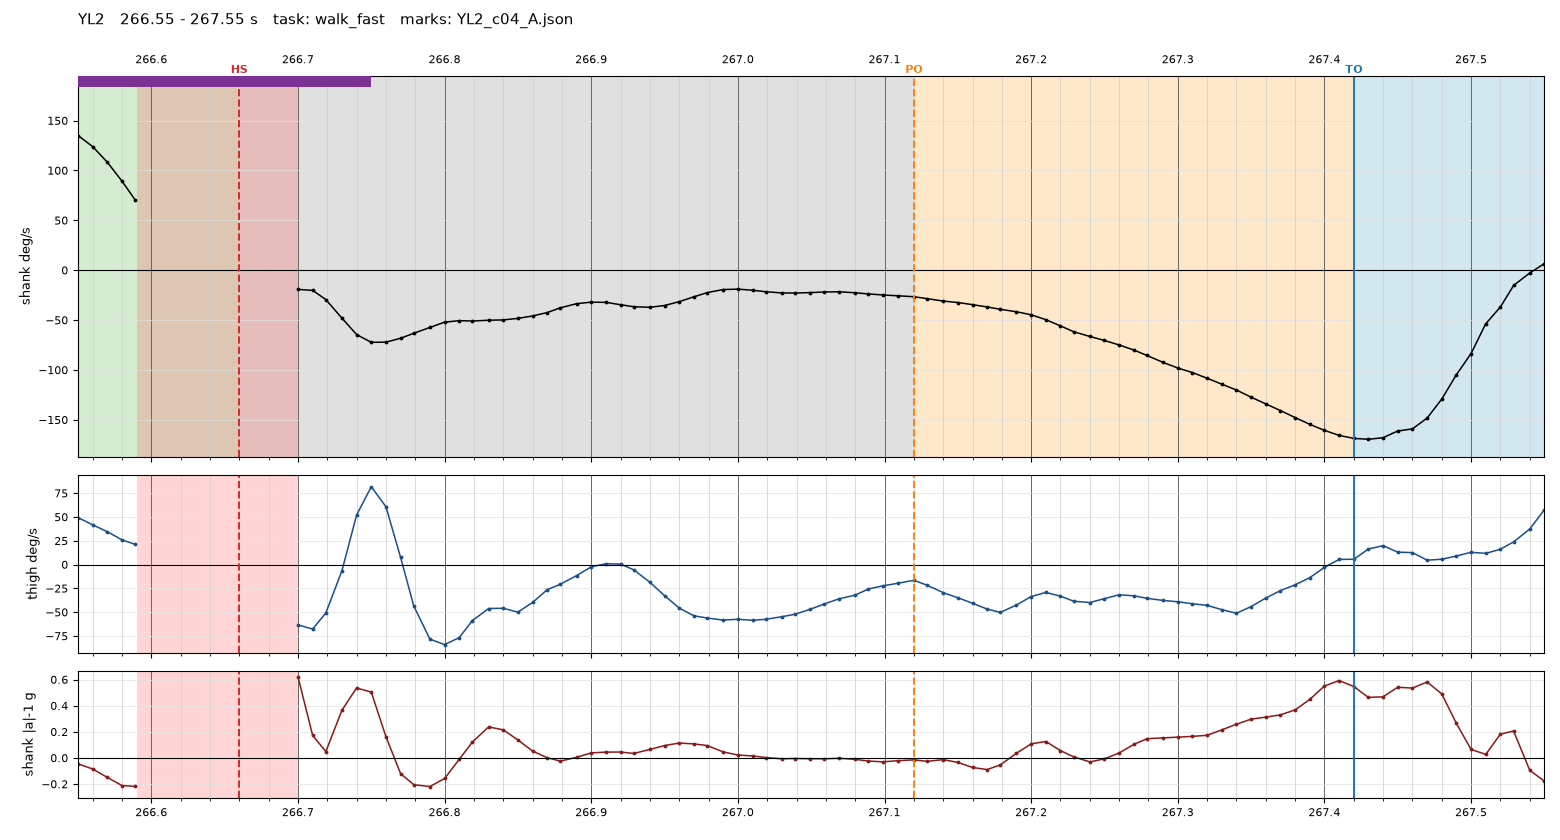 YL2   266.55 - 267.55 s   task: walk_fast   marks: YL2_c04_A.json
266.6 266.7 266.8 266.9 267.0 267.1 267.2 267.3 267.4 267.5
HS PO TO
shank deg/s
150
100
50
0
−50
−100
−150
thigh deg/s
75
50
25
0
−25
−50
−75
shank |a|-1 g
0.6
0.4
0.2
0.0
−0.2
266.6 266.7 266.8 266.9 267.0 267.1 267.2 267.3 267.4 267.5